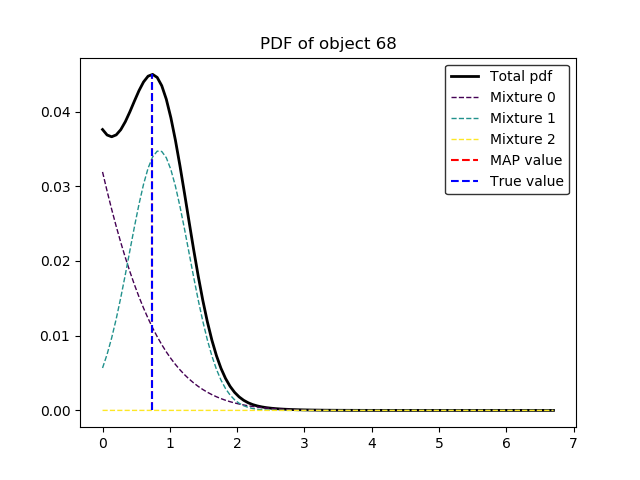 PDF of object 68
Total pdf
Mixture 0
Mixture 1
Mixture 2
MAP value
True value
0.04
0.03
0.02
0.01
0.00
0 1 2 3 4 5 6 7